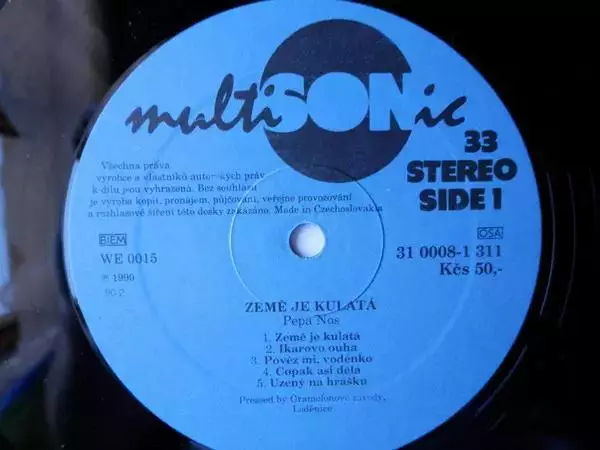 multiSONic
33
STEREO
SIDE 1
Všechna práva
výrobce a vlastníků autorských práv
k dílu jsou vyhrazena. Bez souhlasu
je výroba kopií, pronájem, půjčování, veřejné provozování
a rozhlasové šíření této desky zakázáno. Made in Czechoslovakia
BIEM
WE 0015
℗ 1990
90 2
OSA
31 0008-1 311
Kčs 50,-
ZEMĚ JE KULATÁ
Pepa Nos
1. Země je kulatá
2. Ikarovo ouha
3. Pověz mi, voděnko
4. Copak asi dělá
5. Uzený na hrášku
Pressed by Gramofonové závody,
Loděnice